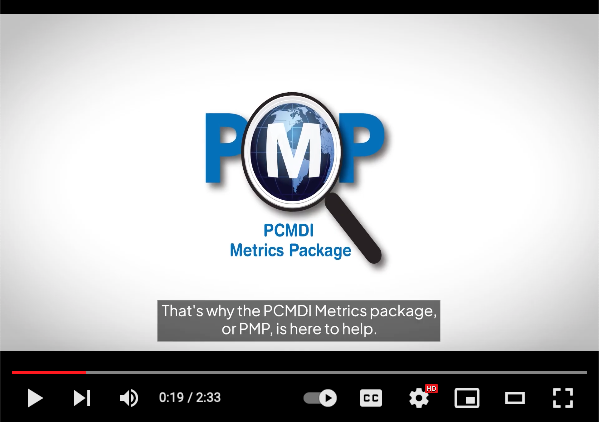 PMP
PCMDI
Metrics Package
That's why the PCMDI Metrics package,
or PMP, is here to help.
0:19 / 2:33
CC
HD